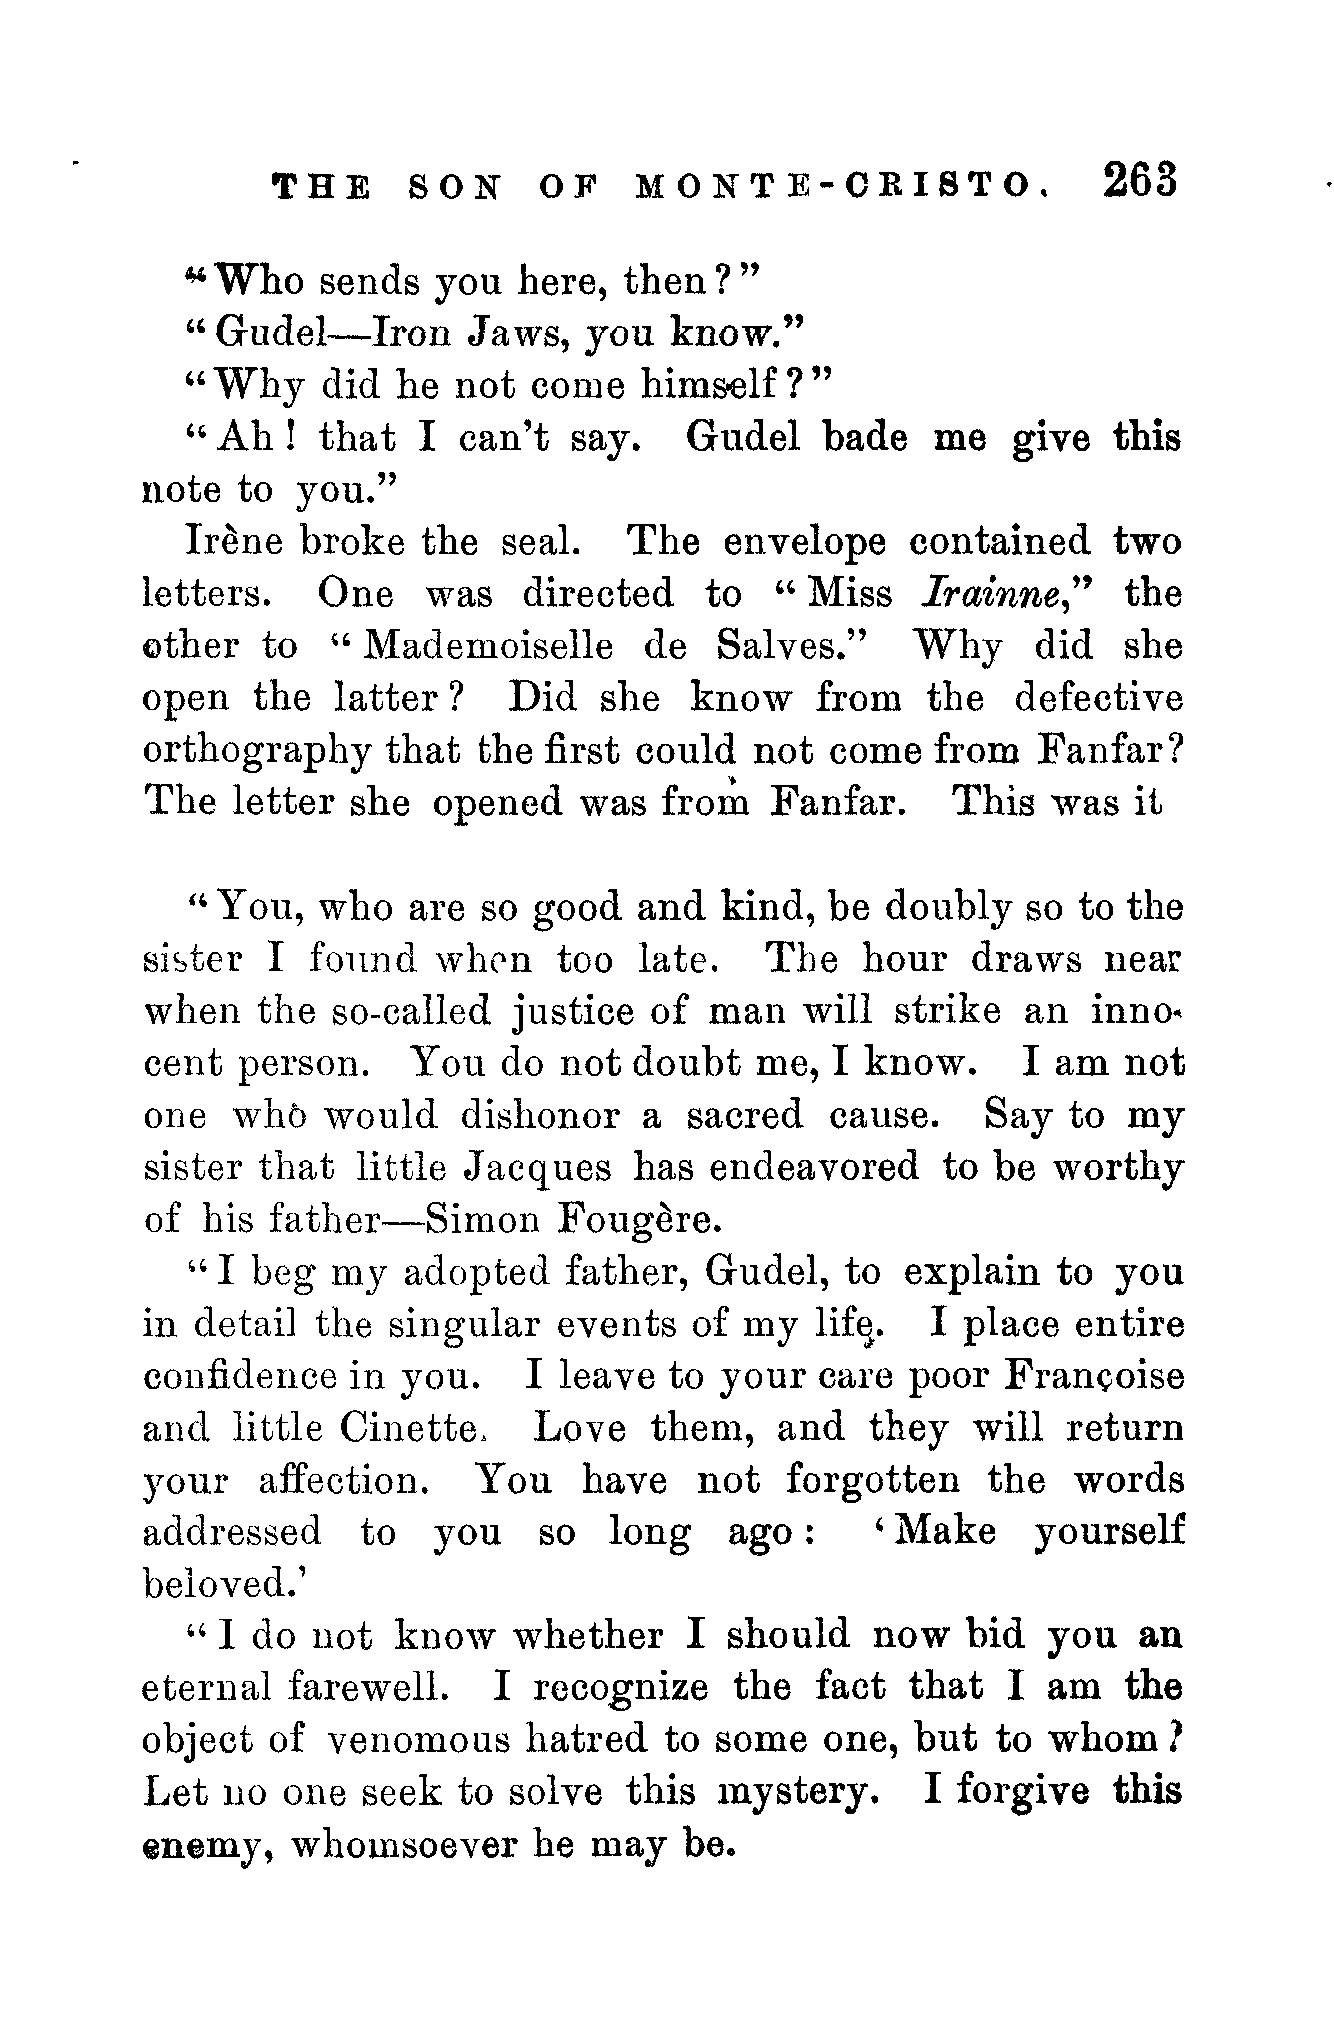 THE SON OF MONTE-CRISTO. 263
“Who sends you here, then?”
“Gudel—Iron Jaws, you know.”
“Why did he not come himself?”
“Ah! that I can’t say. Gudel bade me give this
note to you.”
Irène broke the seal. The envelope contained two
letters. One was directed to “Miss Irainne,” the
other to “Mademoiselle de Salves.” Why did she
open the latter? Did she know from the defective
orthography that the first could not come from Fanfar?
The letter she opened was from Fanfar. This was it
“You, who are so good and kind, be doubly so to the
sister I found when too late. The hour draws near
when the so-called justice of man will strike an inno-
cent person. You do not doubt me, I know. I am not
one who would dishonor a sacred cause. Say to my
sister that little Jacques has endeavored to be worthy
of his father—Simon Fougère.
“I beg my adopted father, Gudel, to explain to you
in detail the singular events of my life. I place entire
confidence in you. I leave to your care poor Françoise
and little Cinette. Love them, and they will return
your affection. You have not forgotten the words
addressed to you so long ago: ‘Make yourself
beloved.’
“I do not know whether I should now bid you an
eternal farewell. I recognize the fact that I am the
object of venomous hatred to some one, but to whom?
Let no one seek to solve this mystery. I forgive this
enemy, whomsoever he may be.